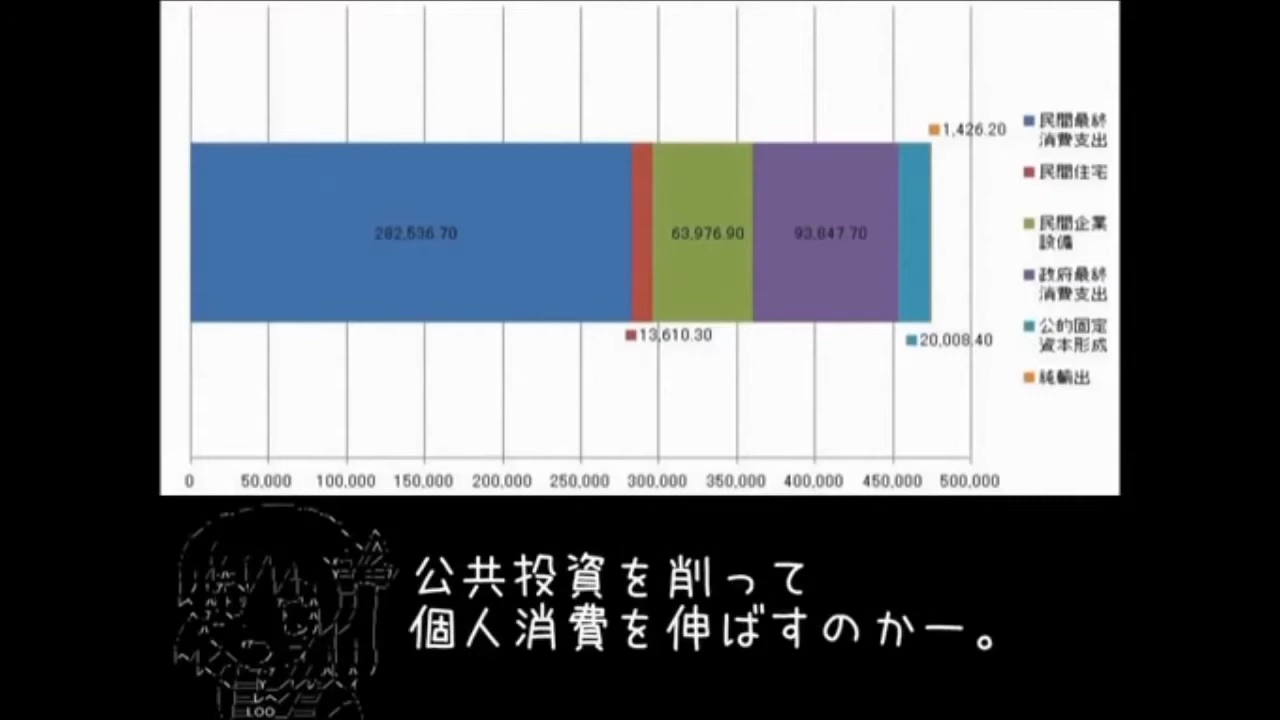 1,426.20
282,536.70
63,976.90
93,847.70
13,610.30
20,008.40
民間最終
消費支出
民間住宅
民間企業
設備
政府最終
消費支出
公的固定
資本形成
純輸出
0
50,000
100,000
150,000
200,000
250,000
300,000
350,000
400,000
450,000
500,000
公共投資を削って
個人消費を伸ばすのかー。